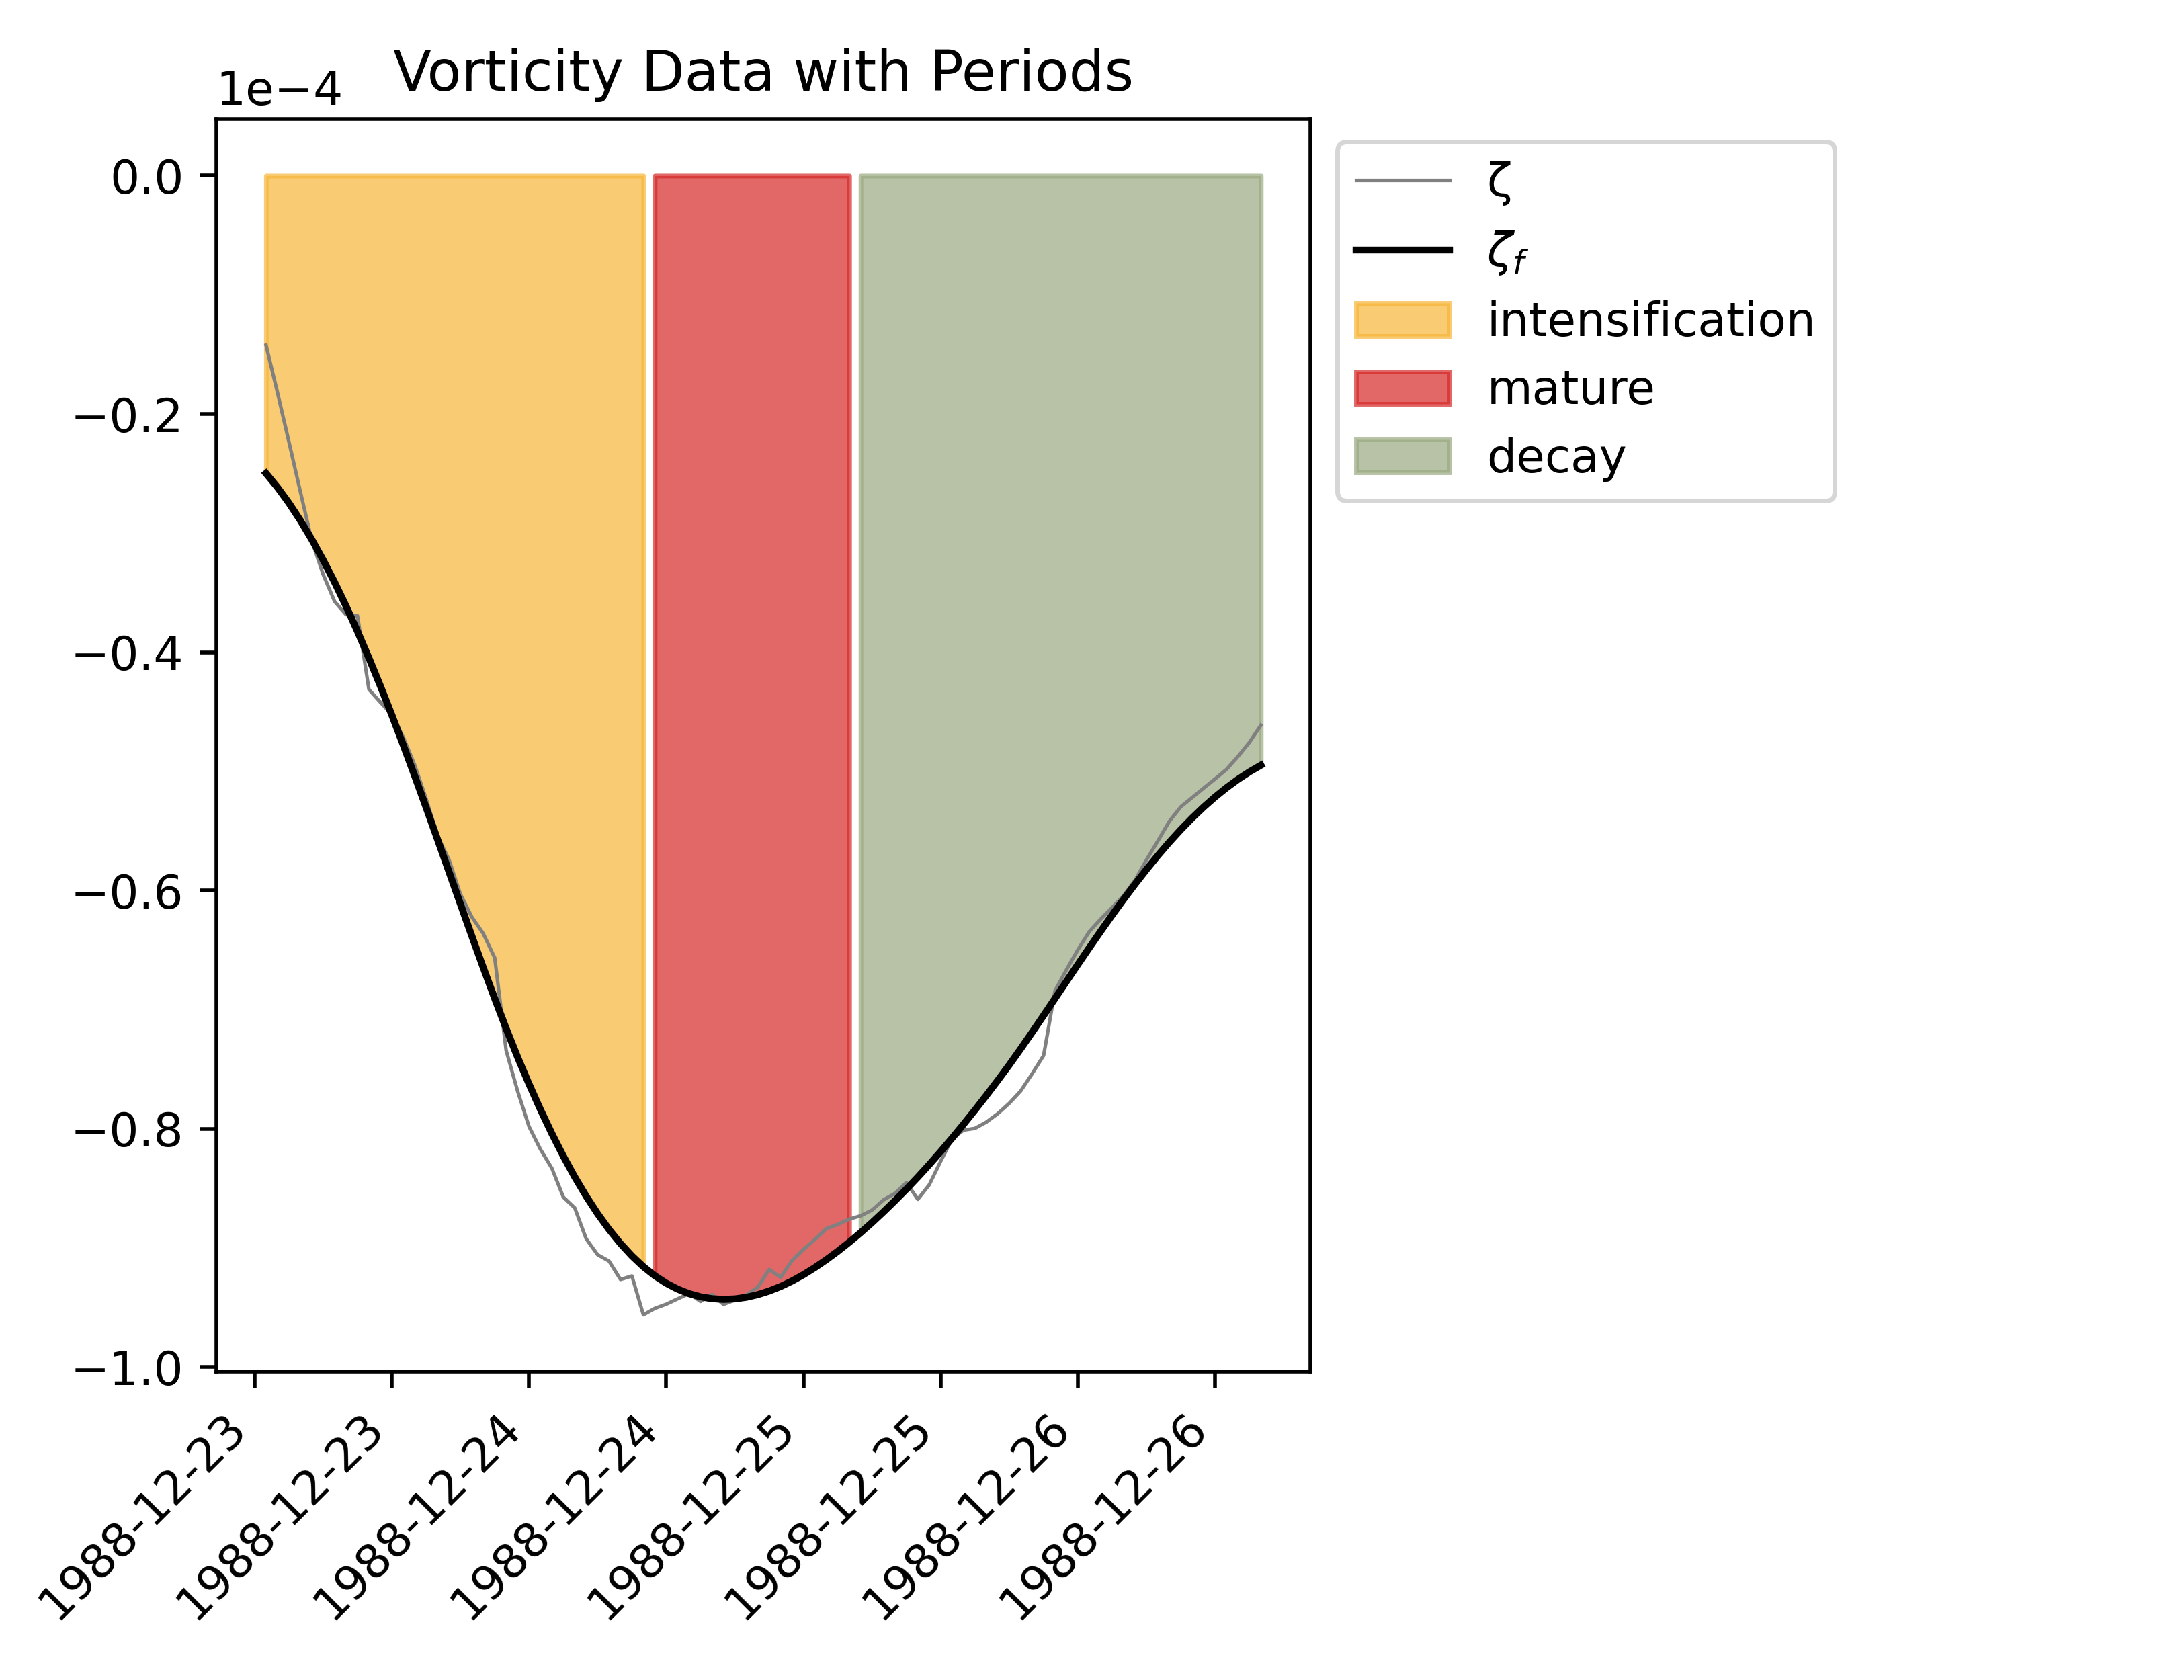 Vorticity Data with Periods
1e−4
0.0
−0.2
−0.4
−0.6
−0.8
−1.0
1988-12-23
1988-12-23
1988-12-24
1988-12-24
1988-12-25
1988-12-25
1988-12-26
1988-12-26
ζ
ζf
intensification
mature
decay